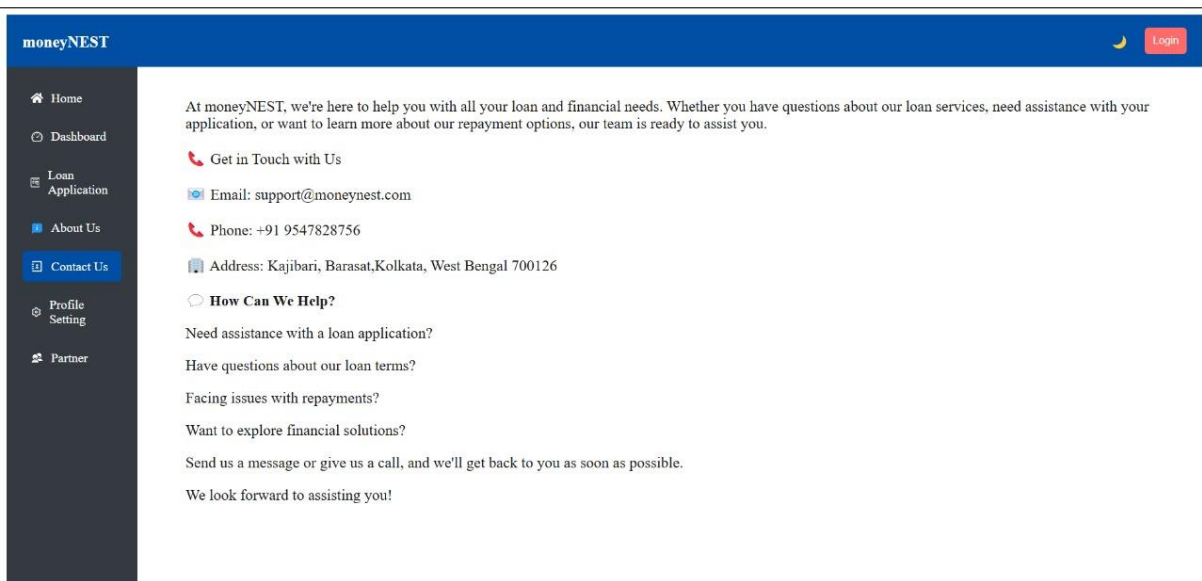 moneyNEST
Login
Home
Dashboard
Loan
Application
About Us
Contact Us
Profile
Setting
Partner
At moneyNEST, we're here to help you with all your loan and financial needs. Whether you have questions about our loan services, need assistance with your
application, or want to learn more about our repayment options, our team is ready to assist you.
Get in Touch with Us
Email: support@moneynest.com
Phone: +91 9547828756
Address: Kajibari, Barasat,Kolkata, West Bengal 700126
How Can We Help?
Need assistance with a loan application?
Have questions about our loan terms?
Facing issues with repayments?
Want to explore financial solutions?
Send us a message or give us a call, and we'll get back to you as soon as possible.
We look forward to assisting you!